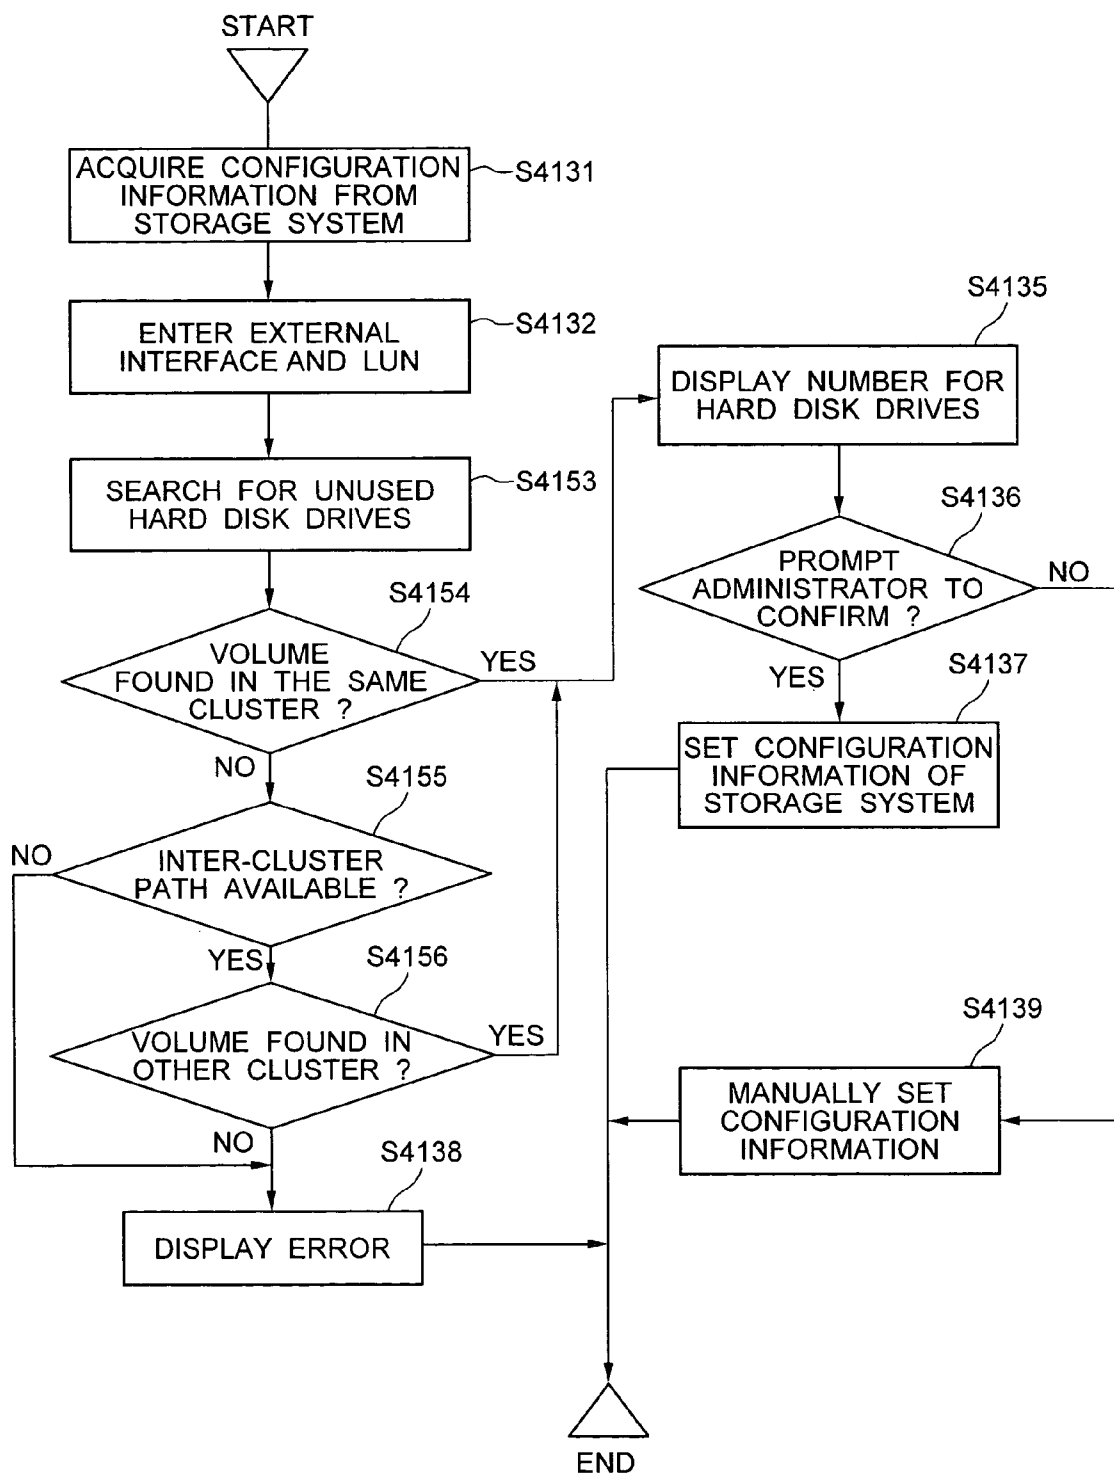 START
ACQUIRE CONFIGURATION
INFORMATION FROM
STORAGE SYSTEM
S4131
ENTER EXTERNAL
INTERFACE AND LUN
S4132
SEARCH FOR UNUSED
HARD DISK DRIVES
S4153
VOLUME
FOUND IN THE SAME
CLUSTER ?
S4154
YES
NO
INTER-CLUSTER
PATH AVAILABLE ?
S4155
NO
YES
VOLUME FOUND IN
OTHER CLUSTER ?
S4156
YES
NO
DISPLAY ERROR
S4138
DISPLAY NUMBER FOR
HARD DISK DRIVES
S4135
PROMPT
ADMINISTRATOR TO
CONFIRM ?
S4136
NO
YES
SET CONFIGURATION
INFORMATION OF
STORAGE SYSTEM
S4137
MANUALLY SET
CONFIGURATION
INFORMATION
S4139
END